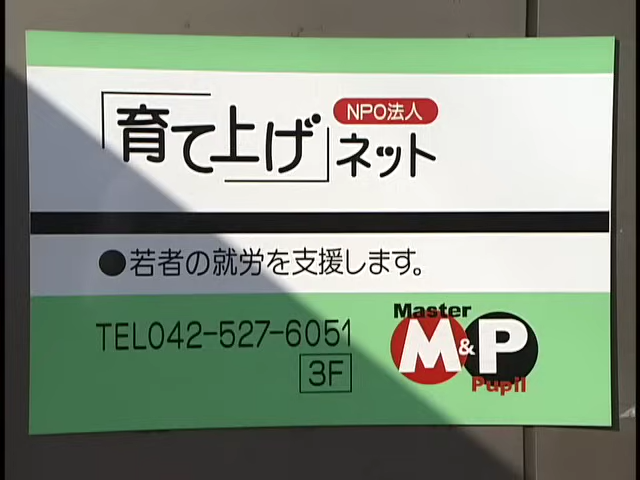 NPO法人
「育て上げ」ネット
●若者の就労を支援します。
TEL042-527-6051
3F
Master
M&P
Pupil